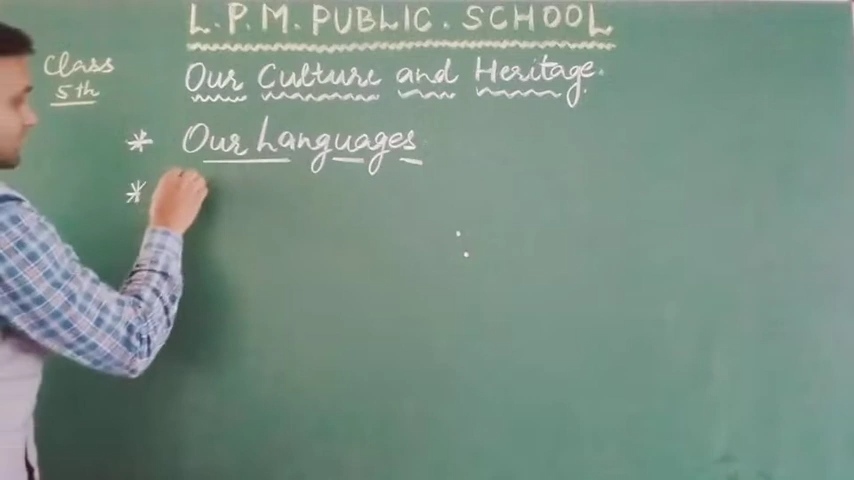 L.P.M. PUBLIC. SCHOOL
Class
5th
Our Culture and Heritage.
* Our Languages
*